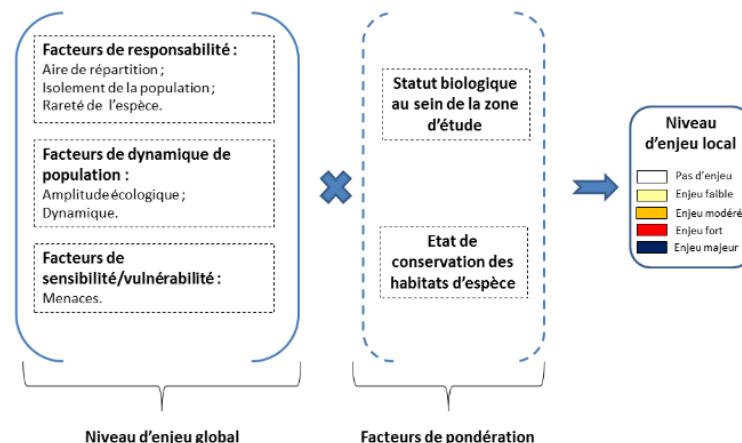 Facteurs de responsabilité :
Aire de répartition ;
Isolement de la population ;
Rareté de l'espèce.
Facteurs de dynamique de
population :
Amplitude écologique ;
Dynamique.
Facteurs de
sensibilité/vulnérabilité :
Menaces.
Niveau d'enjeu global
Statut biologique
au sein de la zone
d'étude
Etat de
conservation des
habitats d'espèce
Facteurs de pondération
Niveau
d'enjeu local
Pas d'enjeu
Enjeu faible
Enjeu modéré
Enjeu fort
Enjeu majeur